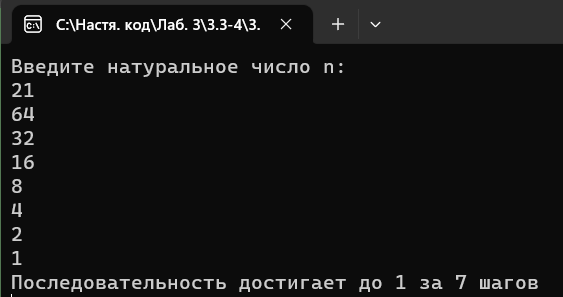 C:\Настя. код\Лаб. 3\3.3-4\3.
Введите натуральное число n:
21
64
32
16
8
4
2
1
Последовательность достигает до 1 за 7 шагов